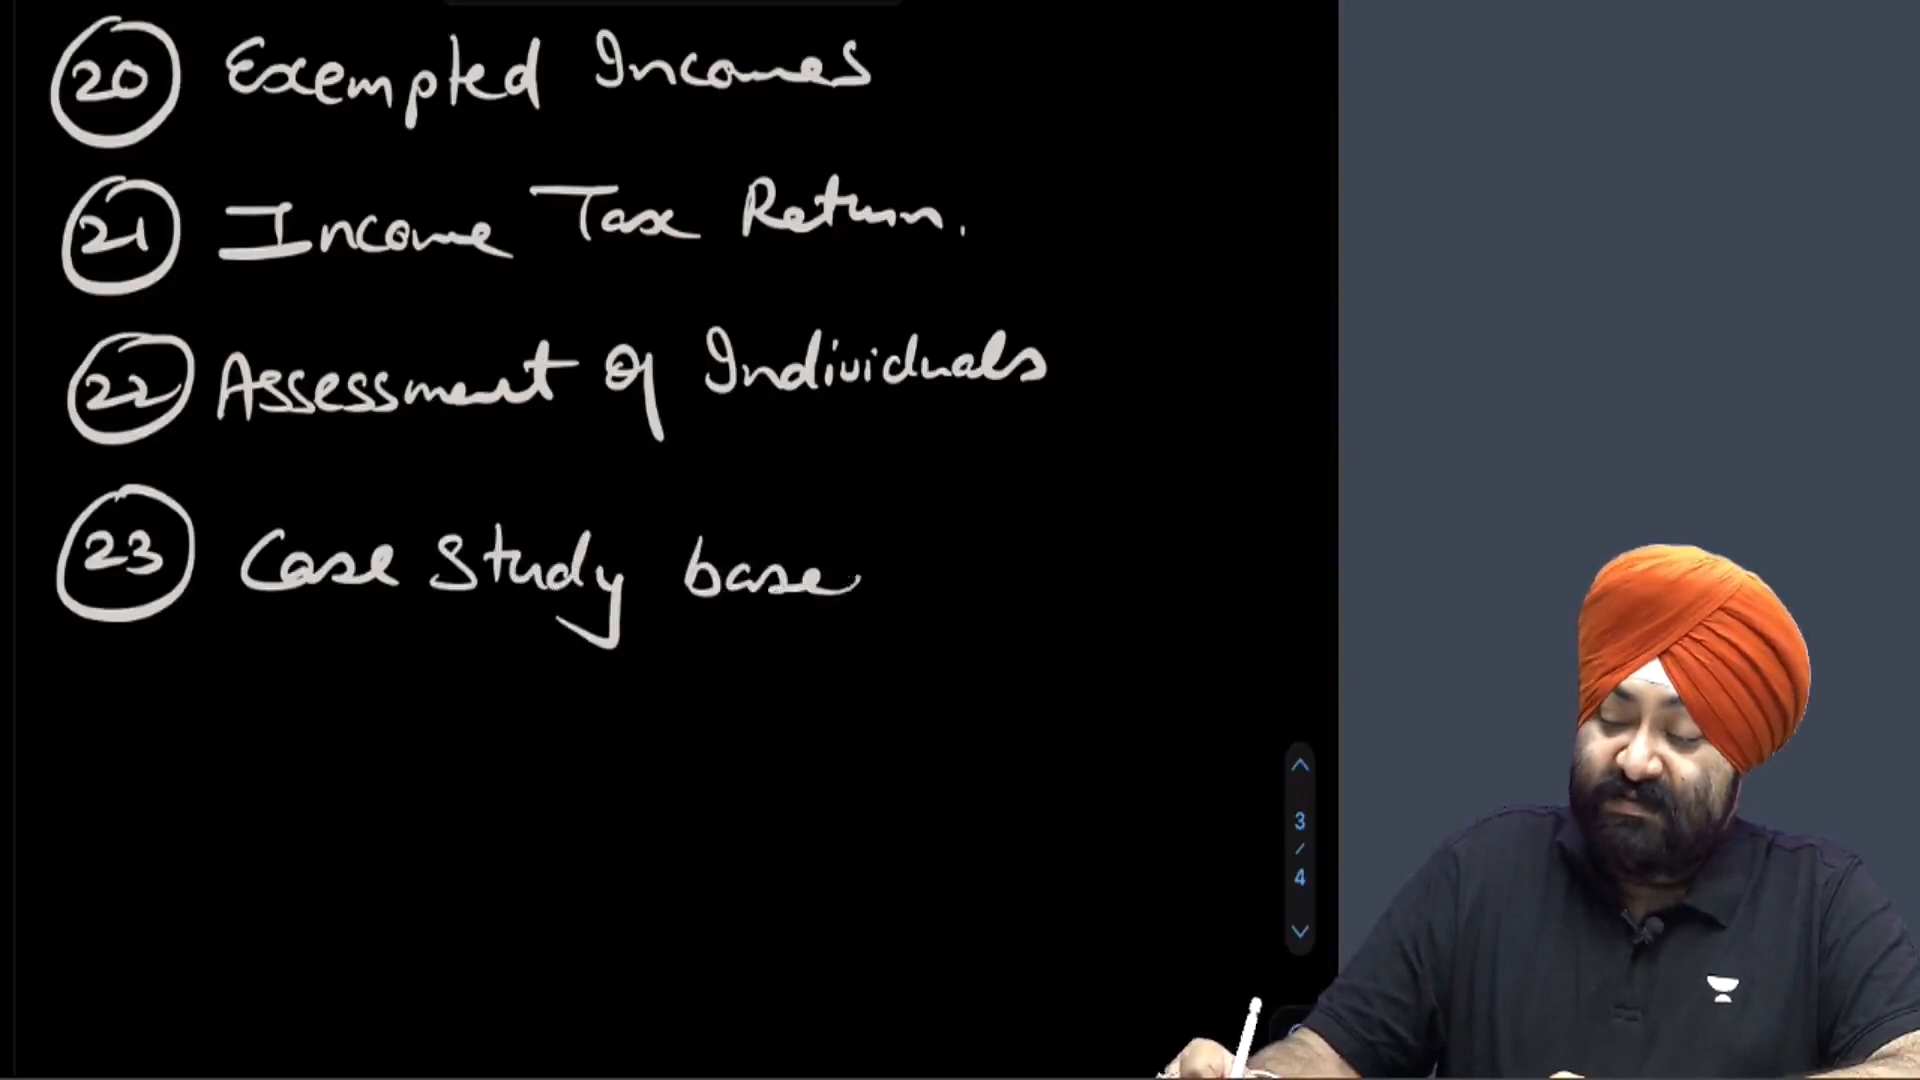 20 Exempted Incomes
21 Income Tax Return.
22 Assessment of Individuals
23 Case Study base
3
/
4